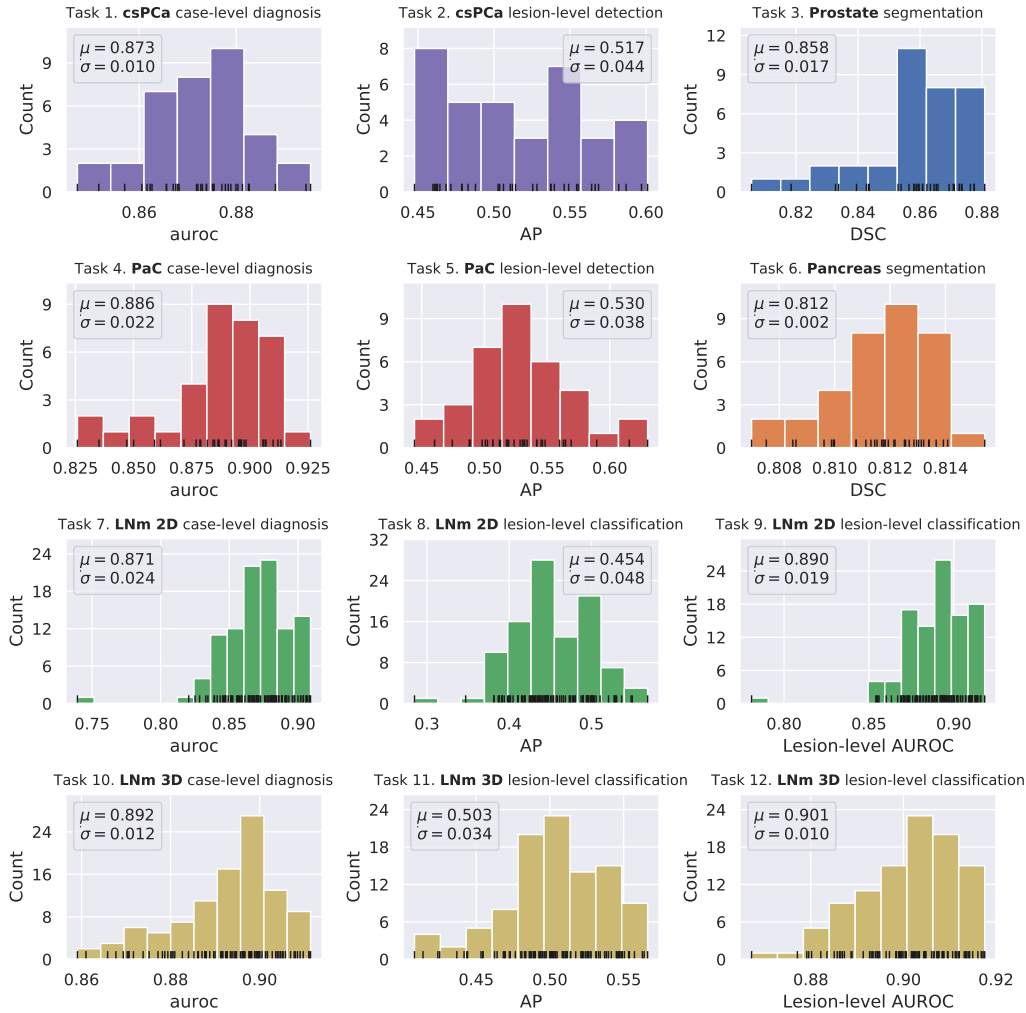 Task 1. csPCa case-level diagnosis
μ = 0.873
σ = 0.010
Count
9
6
3
0
0.86 0.88
auroc
Task 2. csPCa lesion-level detection
μ = 0.517
σ = 0.044
Count
8
6
4
2
0
0.45 0.50 0.55 0.60
AP
Task 3. Prostate segmentation
μ = 0.858
σ = 0.017
Count
12
9
6
3
0
0.82 0.84 0.86 0.88
DSC
Task 4. PaC case-level diagnosis
μ = 0.886
σ = 0.022
Count
9
6
3
0
0.825 0.850 0.875 0.900 0.925
auroc
Task 5. PaC lesion-level detection
μ = 0.530
σ = 0.038
Count
9
6
3
0
0.45 0.50 0.55 0.60
AP
Task 6. Pancreas segmentation
μ = 0.812
σ = 0.002
Count
9
6
3
0
0.808 0.810 0.812 0.814
DSC
Task 7. LNm 2D case-level diagnosis
μ = 0.871
σ = 0.024
Count
24
18
12
6
0
0.75 0.80 0.85 0.90
auroc
Task 8. LNm 2D lesion-level classification
μ = 0.454
σ = 0.048
Count
32
24
16
8
0
0.3 0.4 0.5
AP
Task 9. LNm 2D lesion-level classification
μ = 0.890
σ = 0.019
Count
24
18
12
6
0
0.80 0.85 0.90
Lesion-level AUROC
Task 10. LNm 3D case-level diagnosis
μ = 0.892
σ = 0.012
Count
24
16
8
0
0.86 0.88 0.90
auroc
Task 11. LNm 3D lesion-level classification
μ = 0.503
σ = 0.034
Count
24
18
12
6
0
0.45 0.50 0.55
AP
Task 12. LNm 3D lesion-level classification
μ = 0.901
σ = 0.010
Count
24
18
12
6
0
0.88 0.90 0.92
Lesion-level AUROC